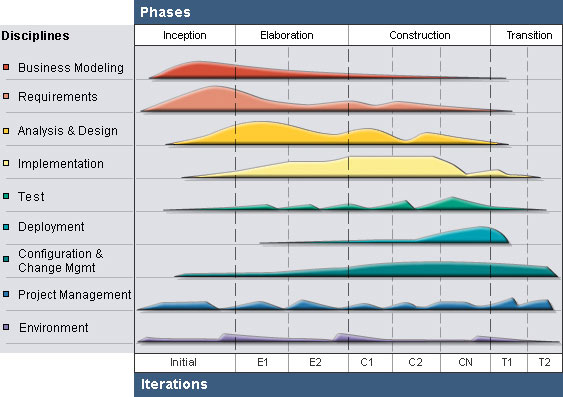 Phases
Disciplines
Inception Elaboration Construction Transition
Business Modeling
Requirements
Analysis & Design
Implementation
Test
Deployment
Configuration &
Change Mgmt
Project Management
Environment
Initial E1 E2 C1 C2 CN T1 T2
Iterations